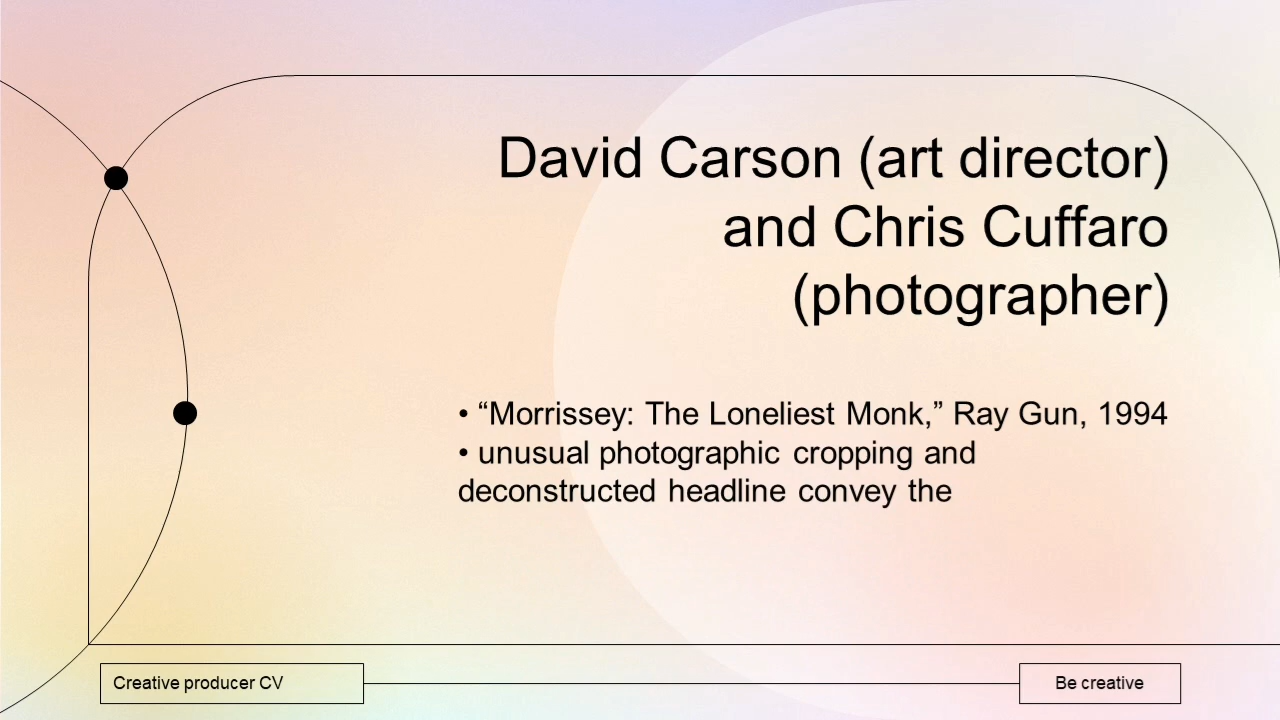 David Carson (art director)
and Chris Cuffaro
(photographer)
• “Morrissey: The Loneliest Monk,” Ray Gun, 1994
• unusual photographic cropping and
deconstructed headline convey the
Creative producer CV
Be creative